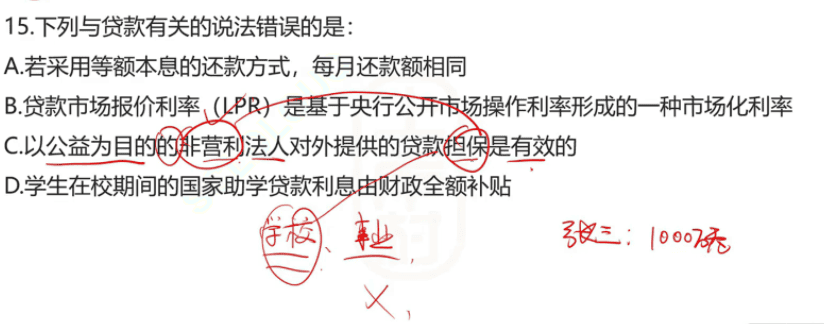 15.下列与贷款有关的说法错误的是：
A.若采用等额本息的还款方式，每月还款额相同
B.贷款市场报价利率（LPR）是基于央行公开市场操作利率形成的一种市场化利率
C.以公益为目的的非营利法人对外提供的贷款担保是有效的
D.学生在校期间的国家助学贷款利息由财政全额补贴
学校、事业， 张三：1000万元